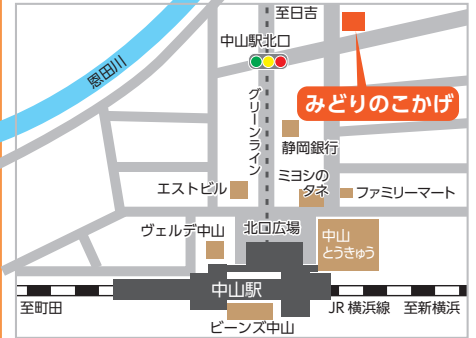 至日吉
中山駅北口
恩田川
みどりのこかげ
グリーンライン
静岡銀行
ミヨシの
タネ
エストビル
ファミリーマート
ヴェルデ中山
北口広場
中山
とうきゅう
中山駅
至町田
JR 横浜線
至新横浜
ビーンズ中山